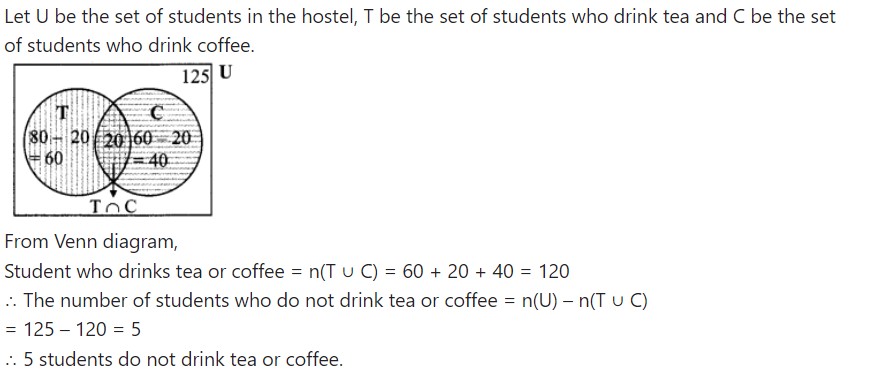 Let U be the set of students in the hostel, T be the set of students who drink tea and C be the set
of students who drink coffee.
125 U
T C
80 – 20 20 60 – 20
= 60 = 40
T ∩ C
From Venn diagram,
Student who drinks tea or coffee = n(T ∪ C) = 60 + 20 + 40 = 120
∴ The number of students who do not drink tea or coffee = n(U) – n(T ∪ C)
= 125 – 120 = 5
∴ 5 students do not drink tea or coffee.